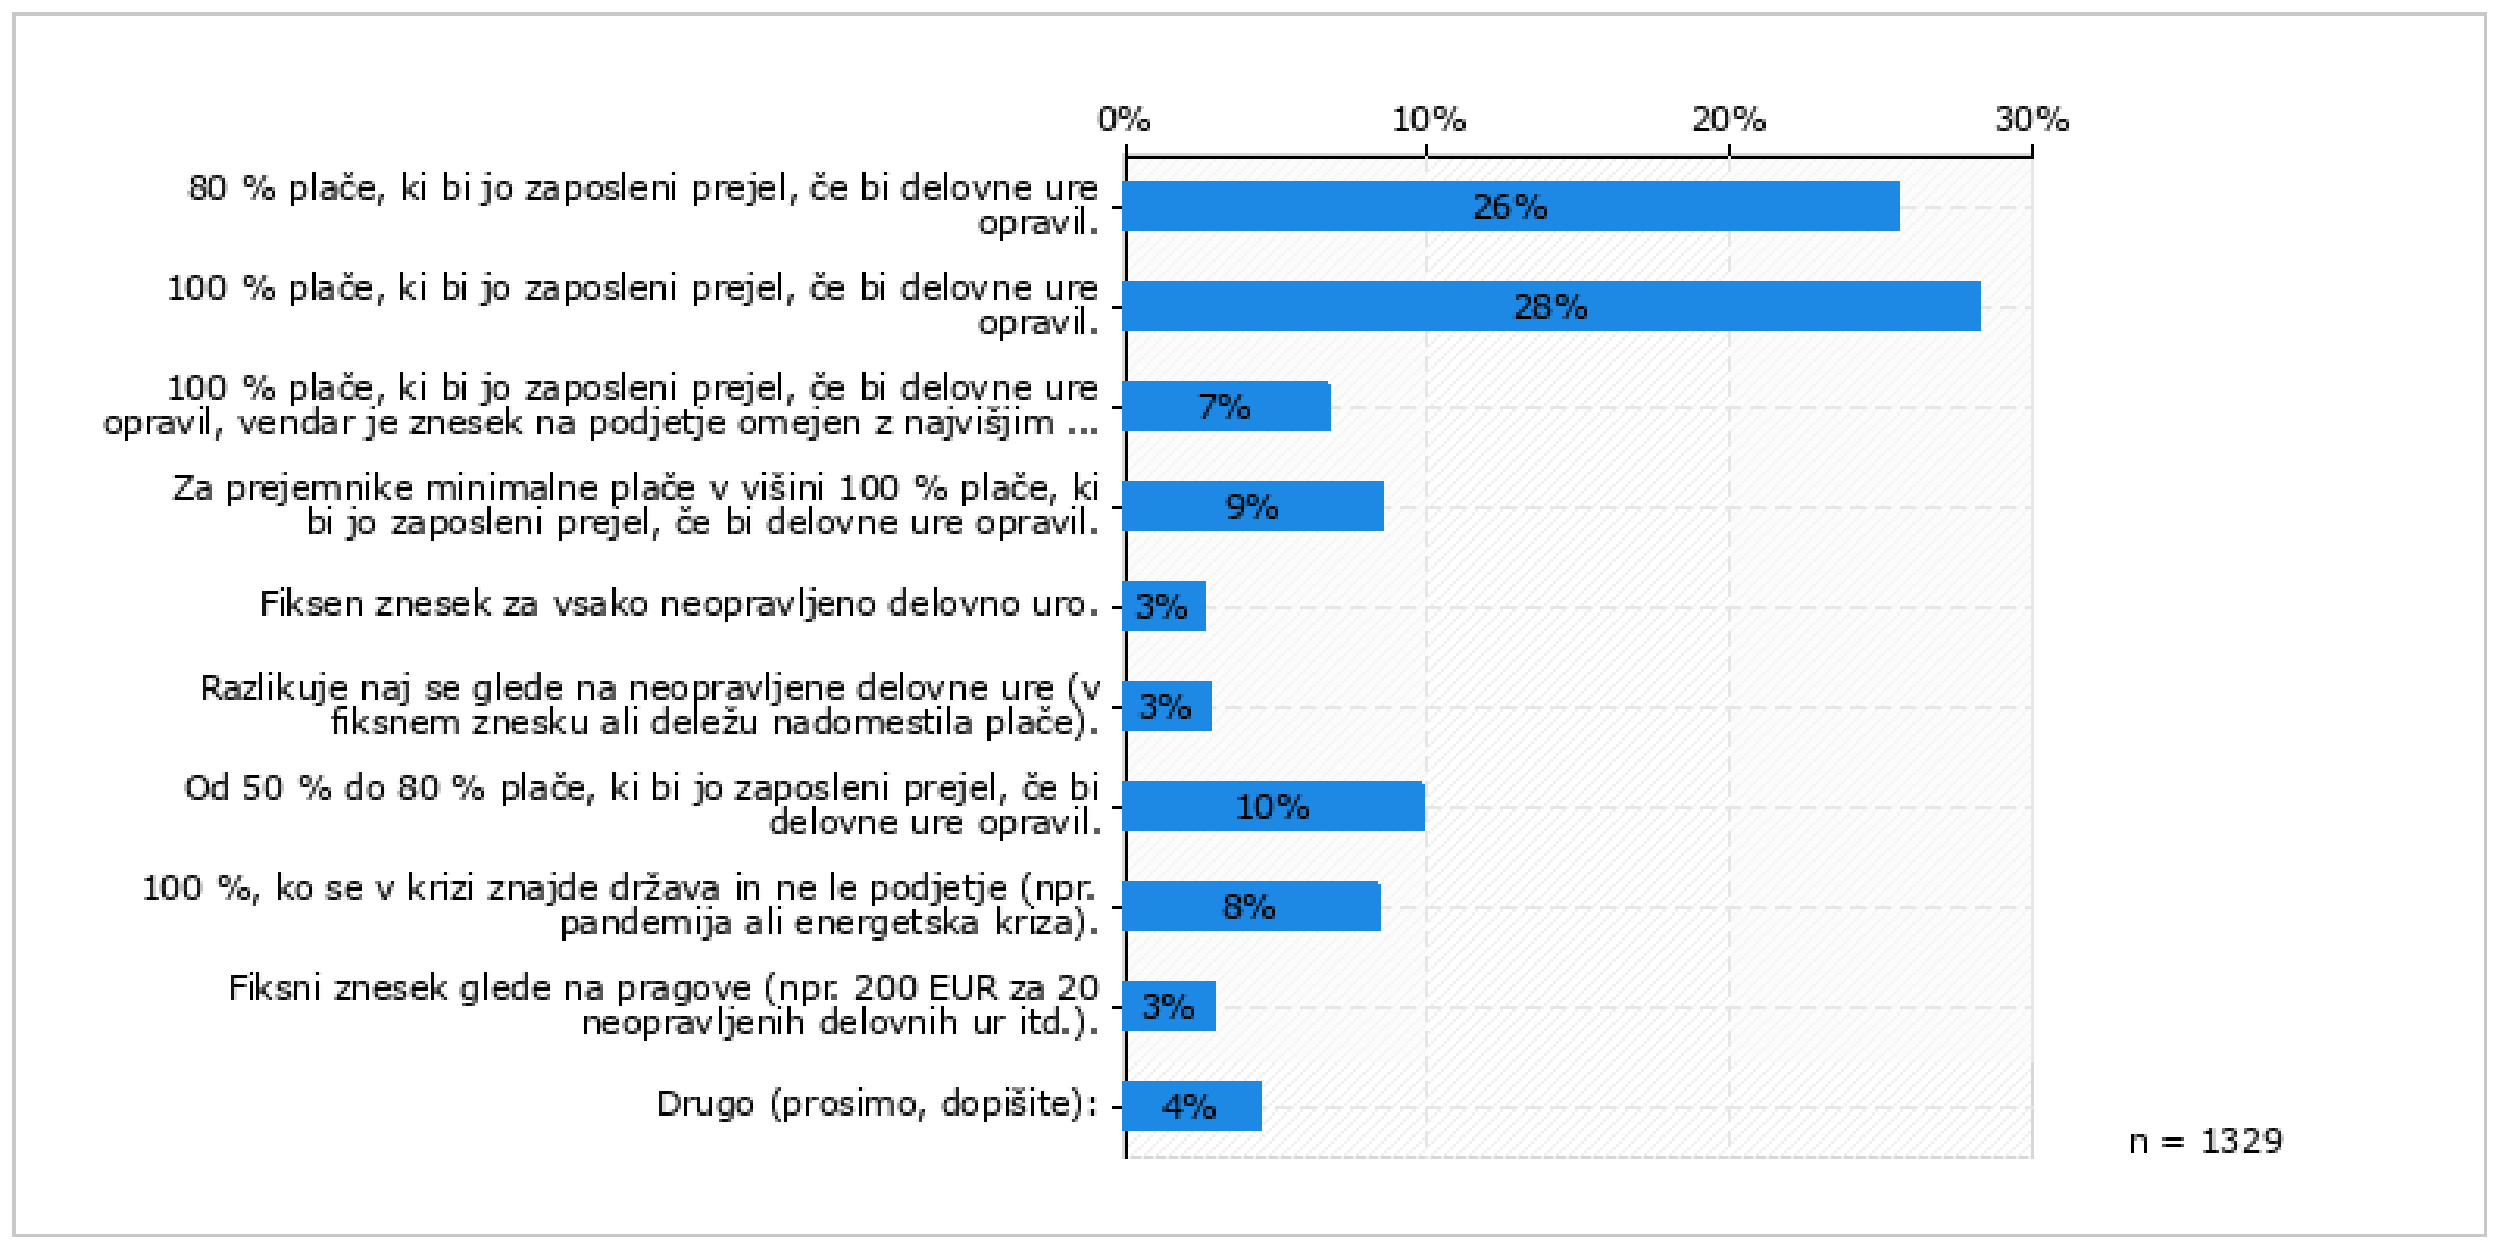 0% 10% 20% 30%
80 % plače, ki bi jo zaposleni prejel, če bi delovne ure
opravil.
26%
100 % plače, ki bi jo zaposleni prejel, če bi delovne ure
opravil.
28%
100 % plače, ki bi jo zaposleni prejel, če bi delovne ure
opravil, vendar je znesek na podjetje omejen z najvišjim ...
7%
Za prejemnike minimalne plače v višini 100 % plače, ki
bi jo zaposleni prejel, če bi delovne ure opravil.
9%
Fiksen znesek za vsako neopravljeno delovno uro.
3%
Razlikuje naj se glede na neopravljene delovne ure (v
fiksnem znesku ali deležu nadomestila plače).
3%
Od 50 % do 80 % plače, ki bi jo zaposleni prejel, če bi
delovne ure opravil.
10%
100 %, ko se v krizi znajde država in ne le podjetje (npr.
pandemija ali energetska kriza).
8%
Fiksni znesek glede na pragove (npr. 200 EUR za 20
neopravljenih delovnih ur itd.).
3%
Drugo (prosimo, dopišite):
4%
n = 1329